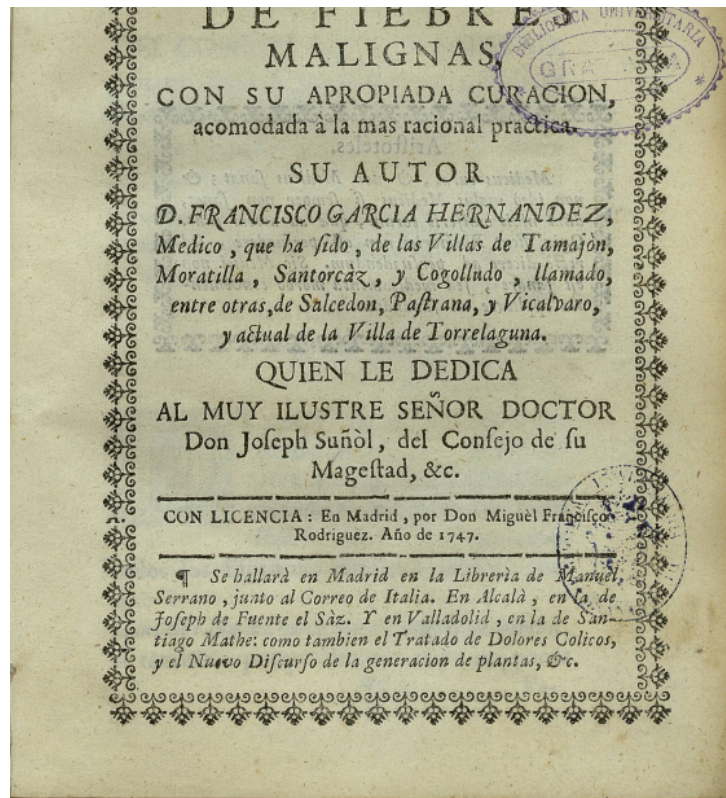 DE FIEBRES
MALIGNAS,
CON SU APROPIADA CURACION,
acomodada à la mas racional practica.
SU AUTOR
D. FRANCISCO GARCIA HERNANDEZ,
Medico, que ha ſido, de las Villas de Tamajòn,
Moratilla, Santorcàz, y Cogolludo, llamado,
entre otras, de Salcedon, Paſtrana, y Vicalvaro,
y actual de la Villa de Torrelaguna.
QUIEN LE DEDICA
AL MUY ILUSTRE SEÑOR DOCTOR
Don Joſeph Suñòl, del Conſejo de ſu
Mageſtad, &c.
CON LICENCIA: En Madrid, por Don Miguèl Franciſco
Rodriguez. Año de 1747.
¶ Se hallarà en Madrid en la Librerìa de Manuel
Serrano, junto al Correo de Italia. En Alcalà, en la de
Joſeph de Fuente el Sàz. Y en Valladolid, en la de San-
tiago Mathe: como tambien el Tratado de Dolores Colicos,
y el Nuevo Diſcurſo de la generacion de plantas, &c.
BIBLIOTECA UNIVERSITARIA